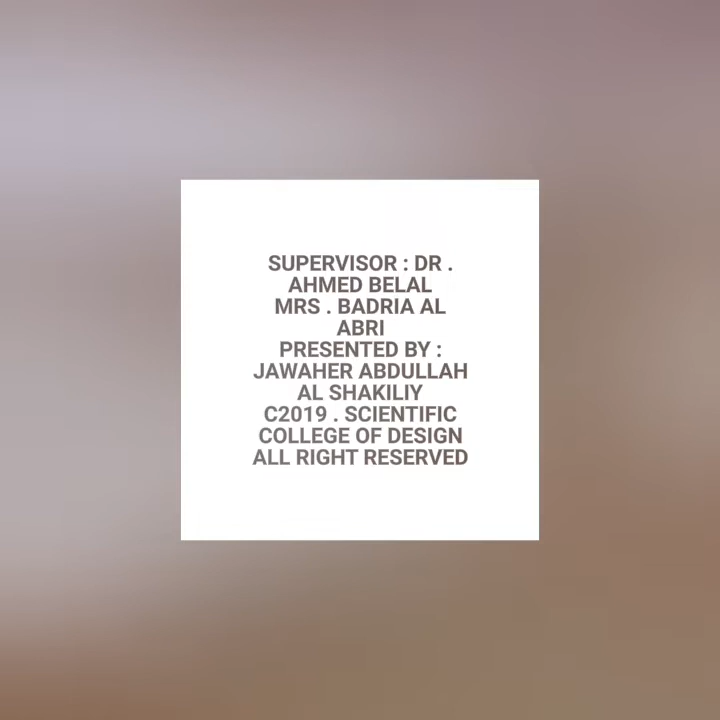 SUPERVISOR : DR .
AHMED BELAL
MRS . BADRIA AL
ABRI
PRESENTED BY :
JAWAHER ABDULLAH
AL SHAKILIY
C2019 . SCIENTIFIC
COLLEGE OF DESIGN
ALL RIGHT RESERVED